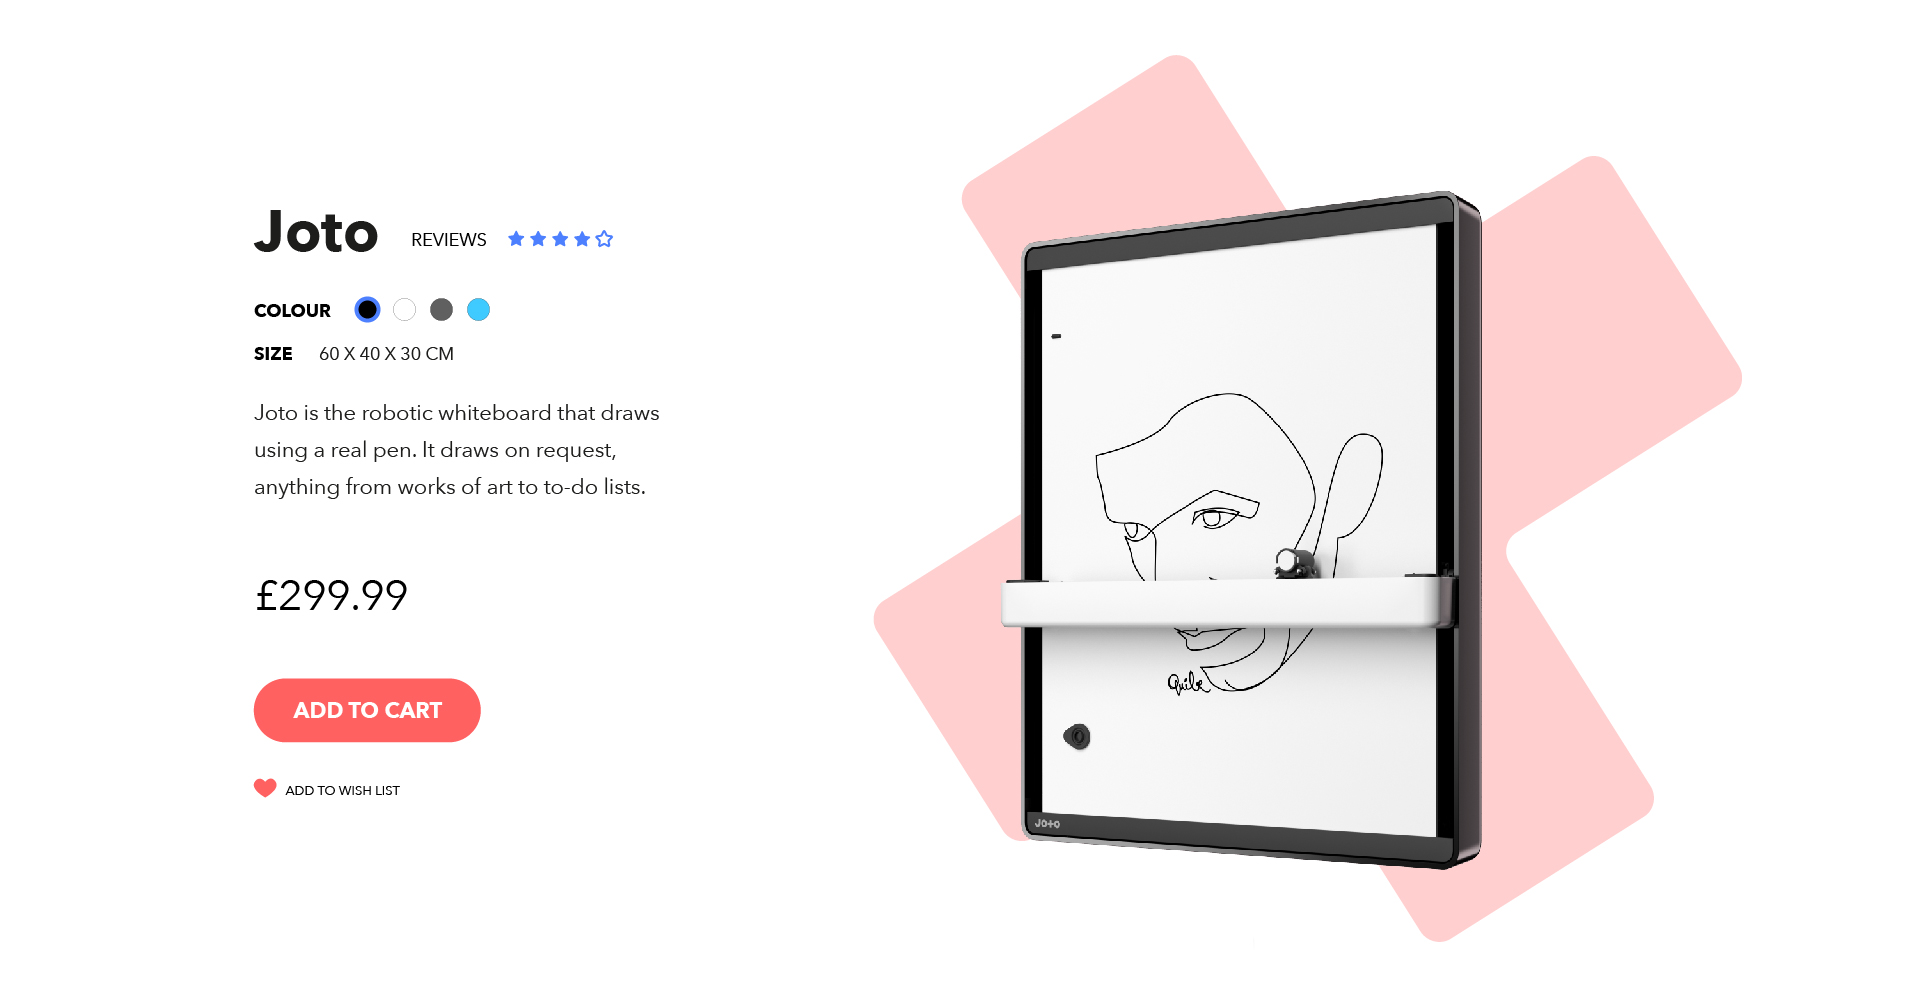 Joto
REVIEWS
COLOUR
SIZE 60 X 40 X 30 CM
Joto is the robotic whiteboard that draws
using a real pen. It draws on request,
anything from works of art to to-do lists.
£299.99
ADD TO CART
ADD TO WISH LIST
Quibe
JOTO